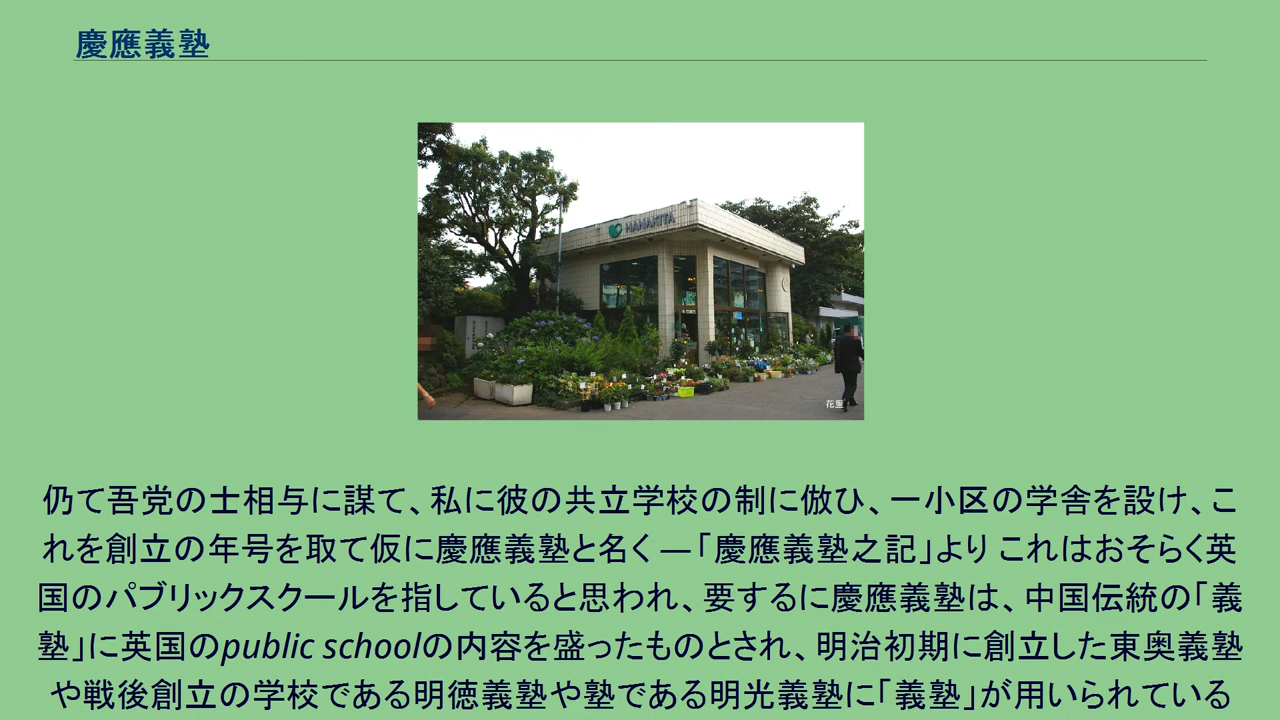 慶應義塾
HANAKITA
花屋
仍て吾党の士相与に謀て、私に彼の共立学校の制に倣ひ、一小区の学舎を設け、こ
れを創立の年号を取て仮に慶應義塾と名く ―「慶應義塾之記」より これはおそらく英
国のパブリックスクールを指していると思われ、要するに慶應義塾は、中国伝統の「義
塾」に英国のpublic schoolの内容を盛ったものとされ、明治初期に創立した東奥義塾
や戦後創立の学校である明徳義塾や塾である明光義塾に「義塾」が用いられている